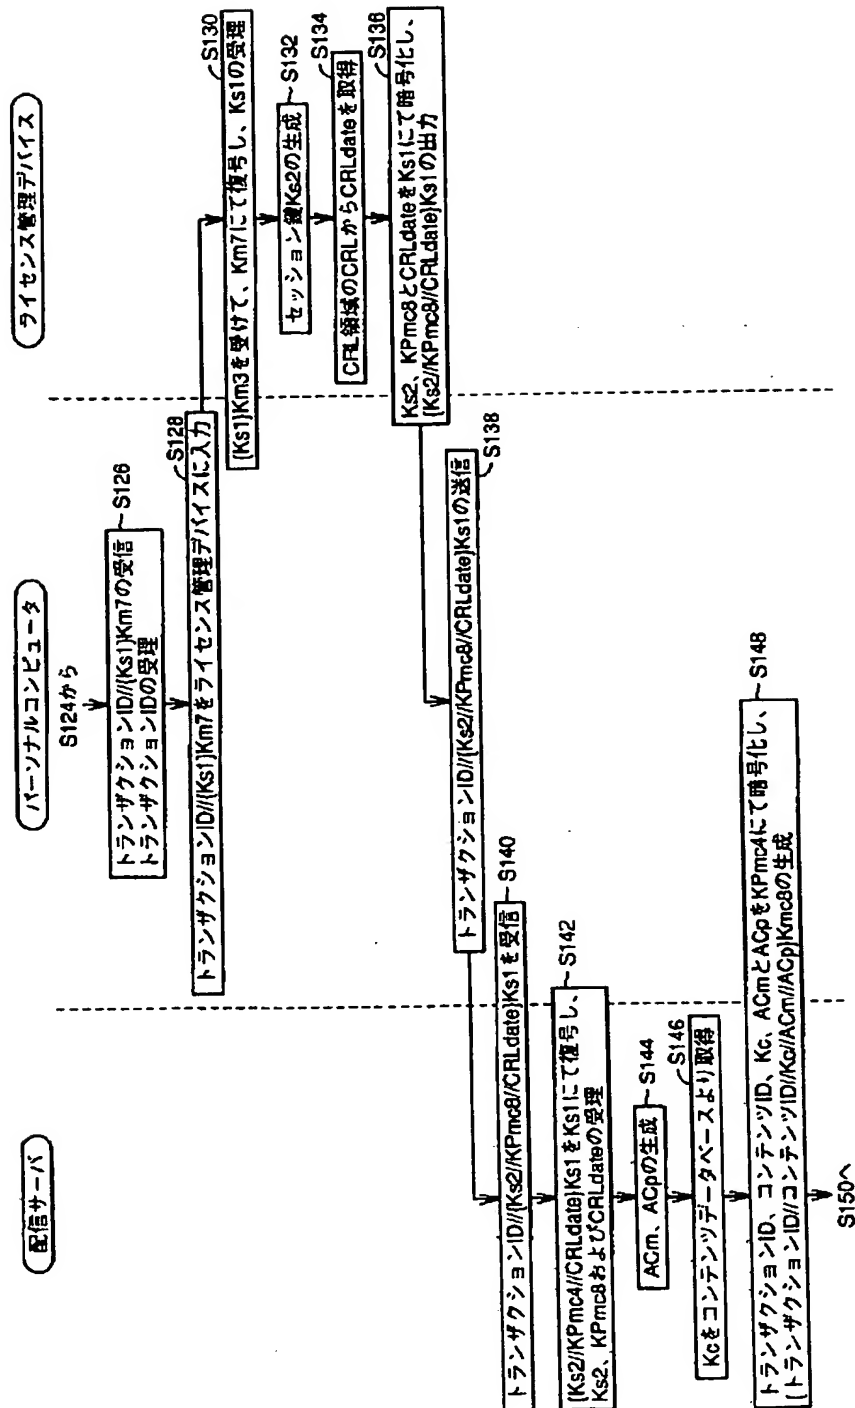 配信サーバ
パーソナルコンピュータ
ライセンス管理デバイス
S124から
トランザクションID//{Ks1}Km7の受信
トランザクションIDの受理
S126
トランザクションID//{Ks1}Km7をライセンス管理デバイスに入力
S128
{Ks1}Km3を受けて、Km7にて復号し、Ks1の受理
S130
セッション鍵Ks2の生成
S132
CRL領域のCRLからCRLdateを取得
S134
Ks2、KPmc8とCRLdateをKs1にて暗号化し、
{Ks2//KPmc8//CRLdate}Ks1の出力
S136
トランザクションID//{Ks2//KPmc8//CRLdate}Ks1の送信
S138
トランザクションID//{Ks2//KPmc8//CRLdate}Ks1を受信
S140
{Ks2//KPmc4//CRLdate}Ks1をKs1にて復号し、
Ks2、KPmc8およびCRLdateの受理
S142
ACm、ACpの生成
S144
Kcをコンテンツデータベースより取得
S146
トランザクションID、コンテンツID、Kc、ACmとACpをKPmc4にて暗号化し、
{トランザクションID//コンテンツID//Kc//ACm//ACp}Kmc8の生成
S148
S150へ